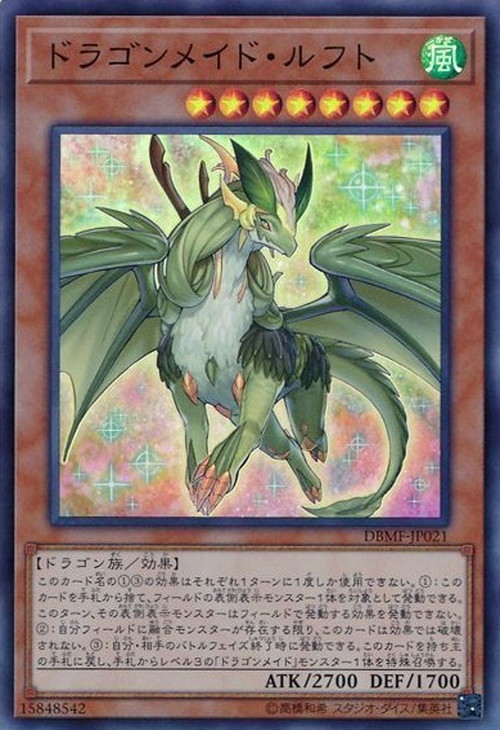 ドラゴンメイド・ルフト
風
DBMF-JP021
【ドラゴン族/効果】
このカード名の①③の効果はそれぞれ1ターンに1度しか使用できない。①:この
カードを手札から捨て、フィールドの表側表示モンスター1体を対象として発動できる。
このターン、その表側表示モンスターはフィールドで発動する効果を発動できない。
②:自分フィールドに融合モンスターが存在する限り、このカードは効果では破壊
されない。③:自分・相手のバトルフェイズ終了時に発動できる。このカードを持ち主
の手札に戻し、手札からレベル3の「ドラゴンメイド」モンスター1体を特殊召喚する。
ATK/2700 DEF/1700
15848542 ©高橋和希 スタジオ・ダイス/集英社